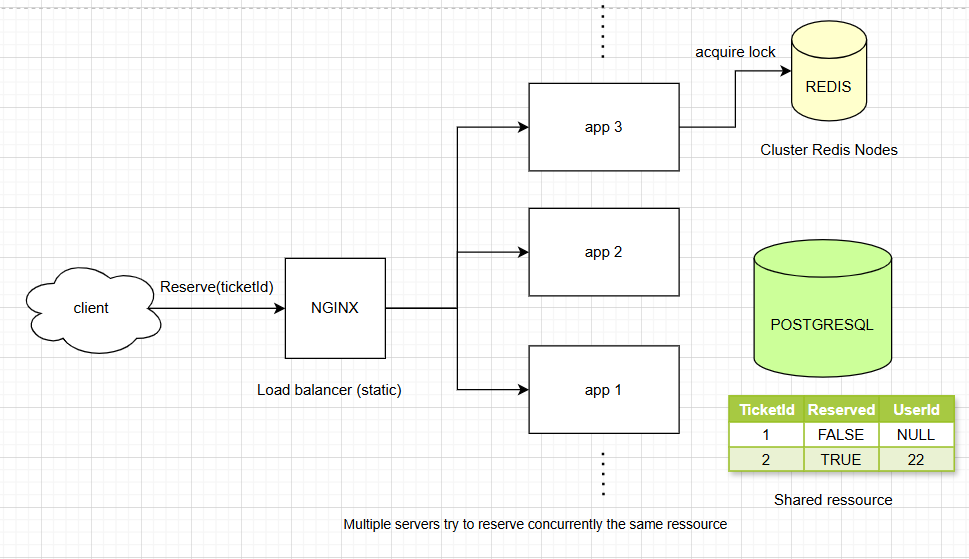 acquire lock
REDIS
Cluster Redis Nodes
app 3
app 2
client
Reserve(ticketId)
NGINX
Load balancer (static)
POSTGRESQL
app 1
TicketId Reserved UserId
1 FALSE NULL
2 TRUE 22
Shared ressource
Multiple servers try to reserve concurrently the same ressource